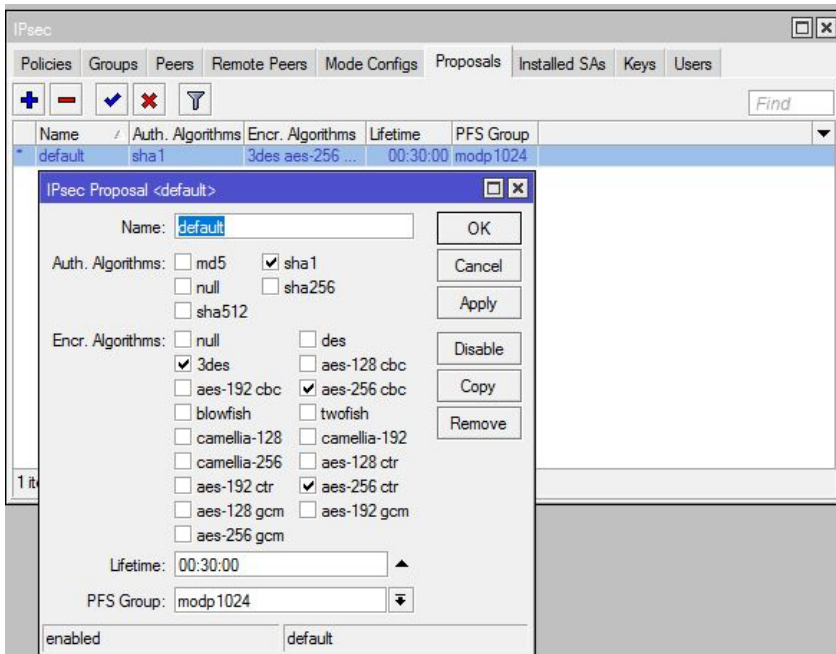 IPsec
Policies Groups Peers Remote Peers Mode Configs Proposals Installed SAs Keys Users
Find
Name Auth. Algorithms Encr. Algorithms Lifetime PFS Group
* default sha1 3des aes-256 ... 00:30:00 modp1024
IPsec Proposal <default>
Name: default
OK
Auth. Algorithms: md5 sha1
Cancel
null sha256
sha512
Apply
Encr. Algorithms: null des
Disable
3des aes-128 cbc
aes-192 cbc aes-256 cbc
Copy
blowfish twofish
Remove
camellia-128 camellia-192
camellia-256 aes-128 ctr
1 it
aes-192 ctr aes-256 ctr
aes-128 gcm aes-192 gcm
aes-256 gcm
Lifetime: 00:30:00
PFS Group: modp1024
enabled default